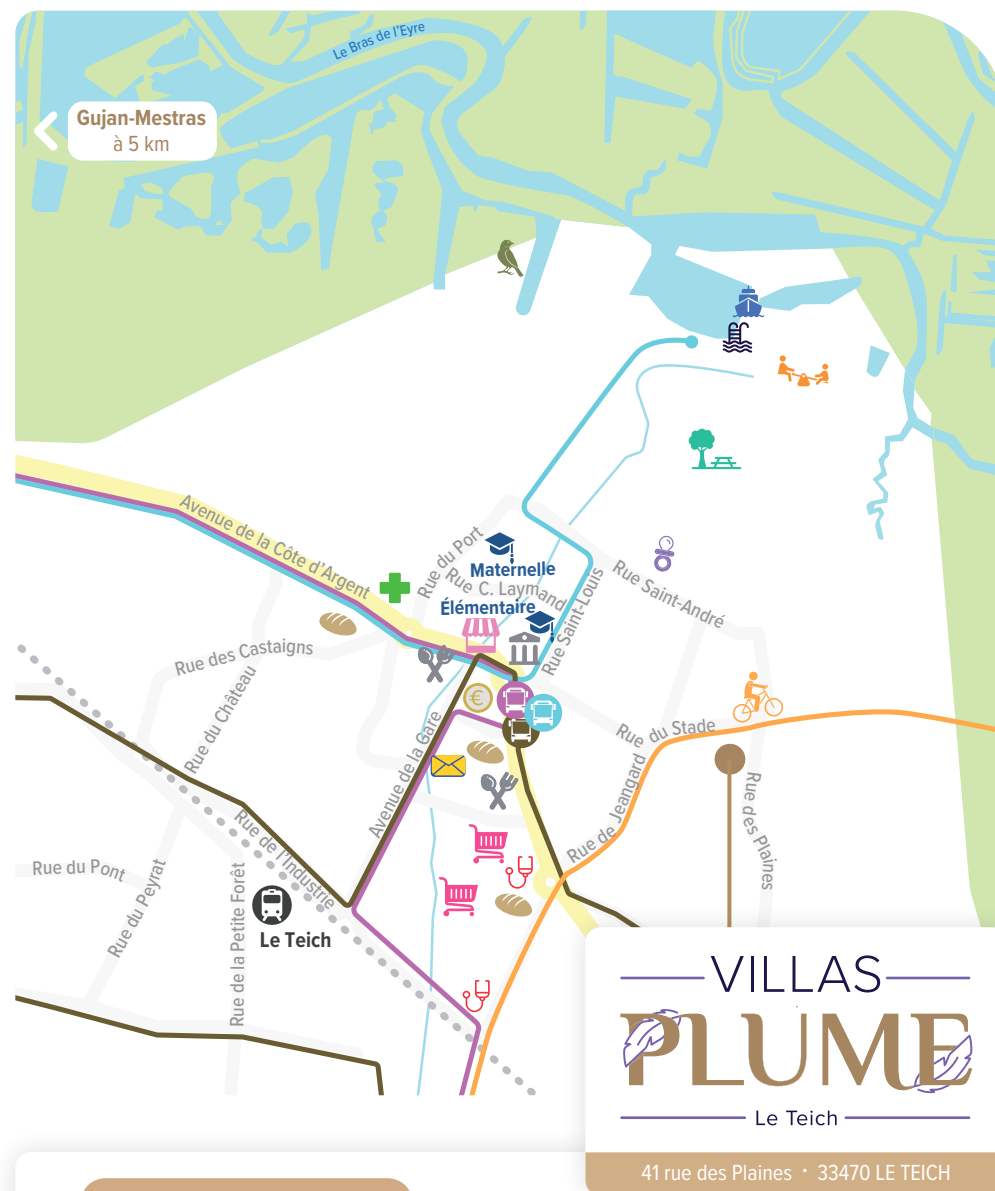 Le Bras de l'Eyre
Gujan-Mestras
à 5 km
Avenue de la Côte d'Argent
Rue du Port
Maternelle
Rue C. Laymand
Élémentaire
Rue Saint-Louis
Rue Saint-André
Rue des Castaigns
Rue du Château
€
Avenue de la Gare
Rue du Stade
Rue de Jeangard
Rue des Plaines
Rue de l'Industrie
Rue du Pont
Rue du Peyrat
Rue de la Petite Forêt
Le Teich
VILLAS
PLUME
Le Teich
41 rue des Plaines • 33470 LE TEICH